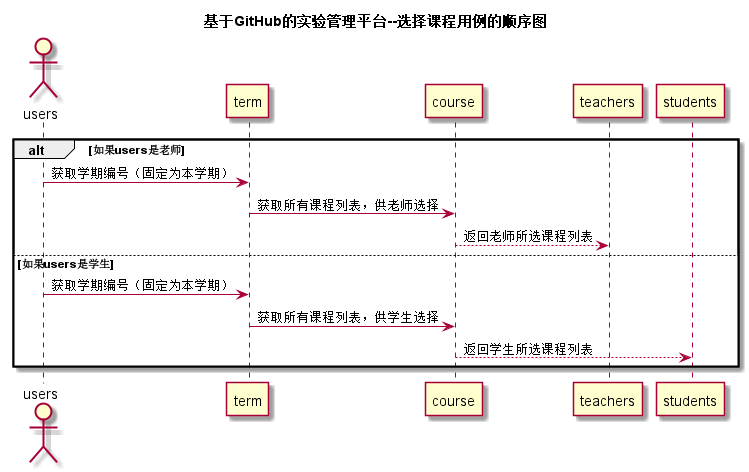 基于GitHub的实验管理平台--选择课程用例的顺序图
users
term
course
teachers
students
alt [如果users是老师]
获取学期编号（固定为本学期）
获取所有课程列表，供老师选择
返回老师所选课程列表
[如果users是学生]
获取学期编号（固定为本学期）
获取所有课程列表，供学生选择
返回学生所选课程列表
users
term
course
teachers
students